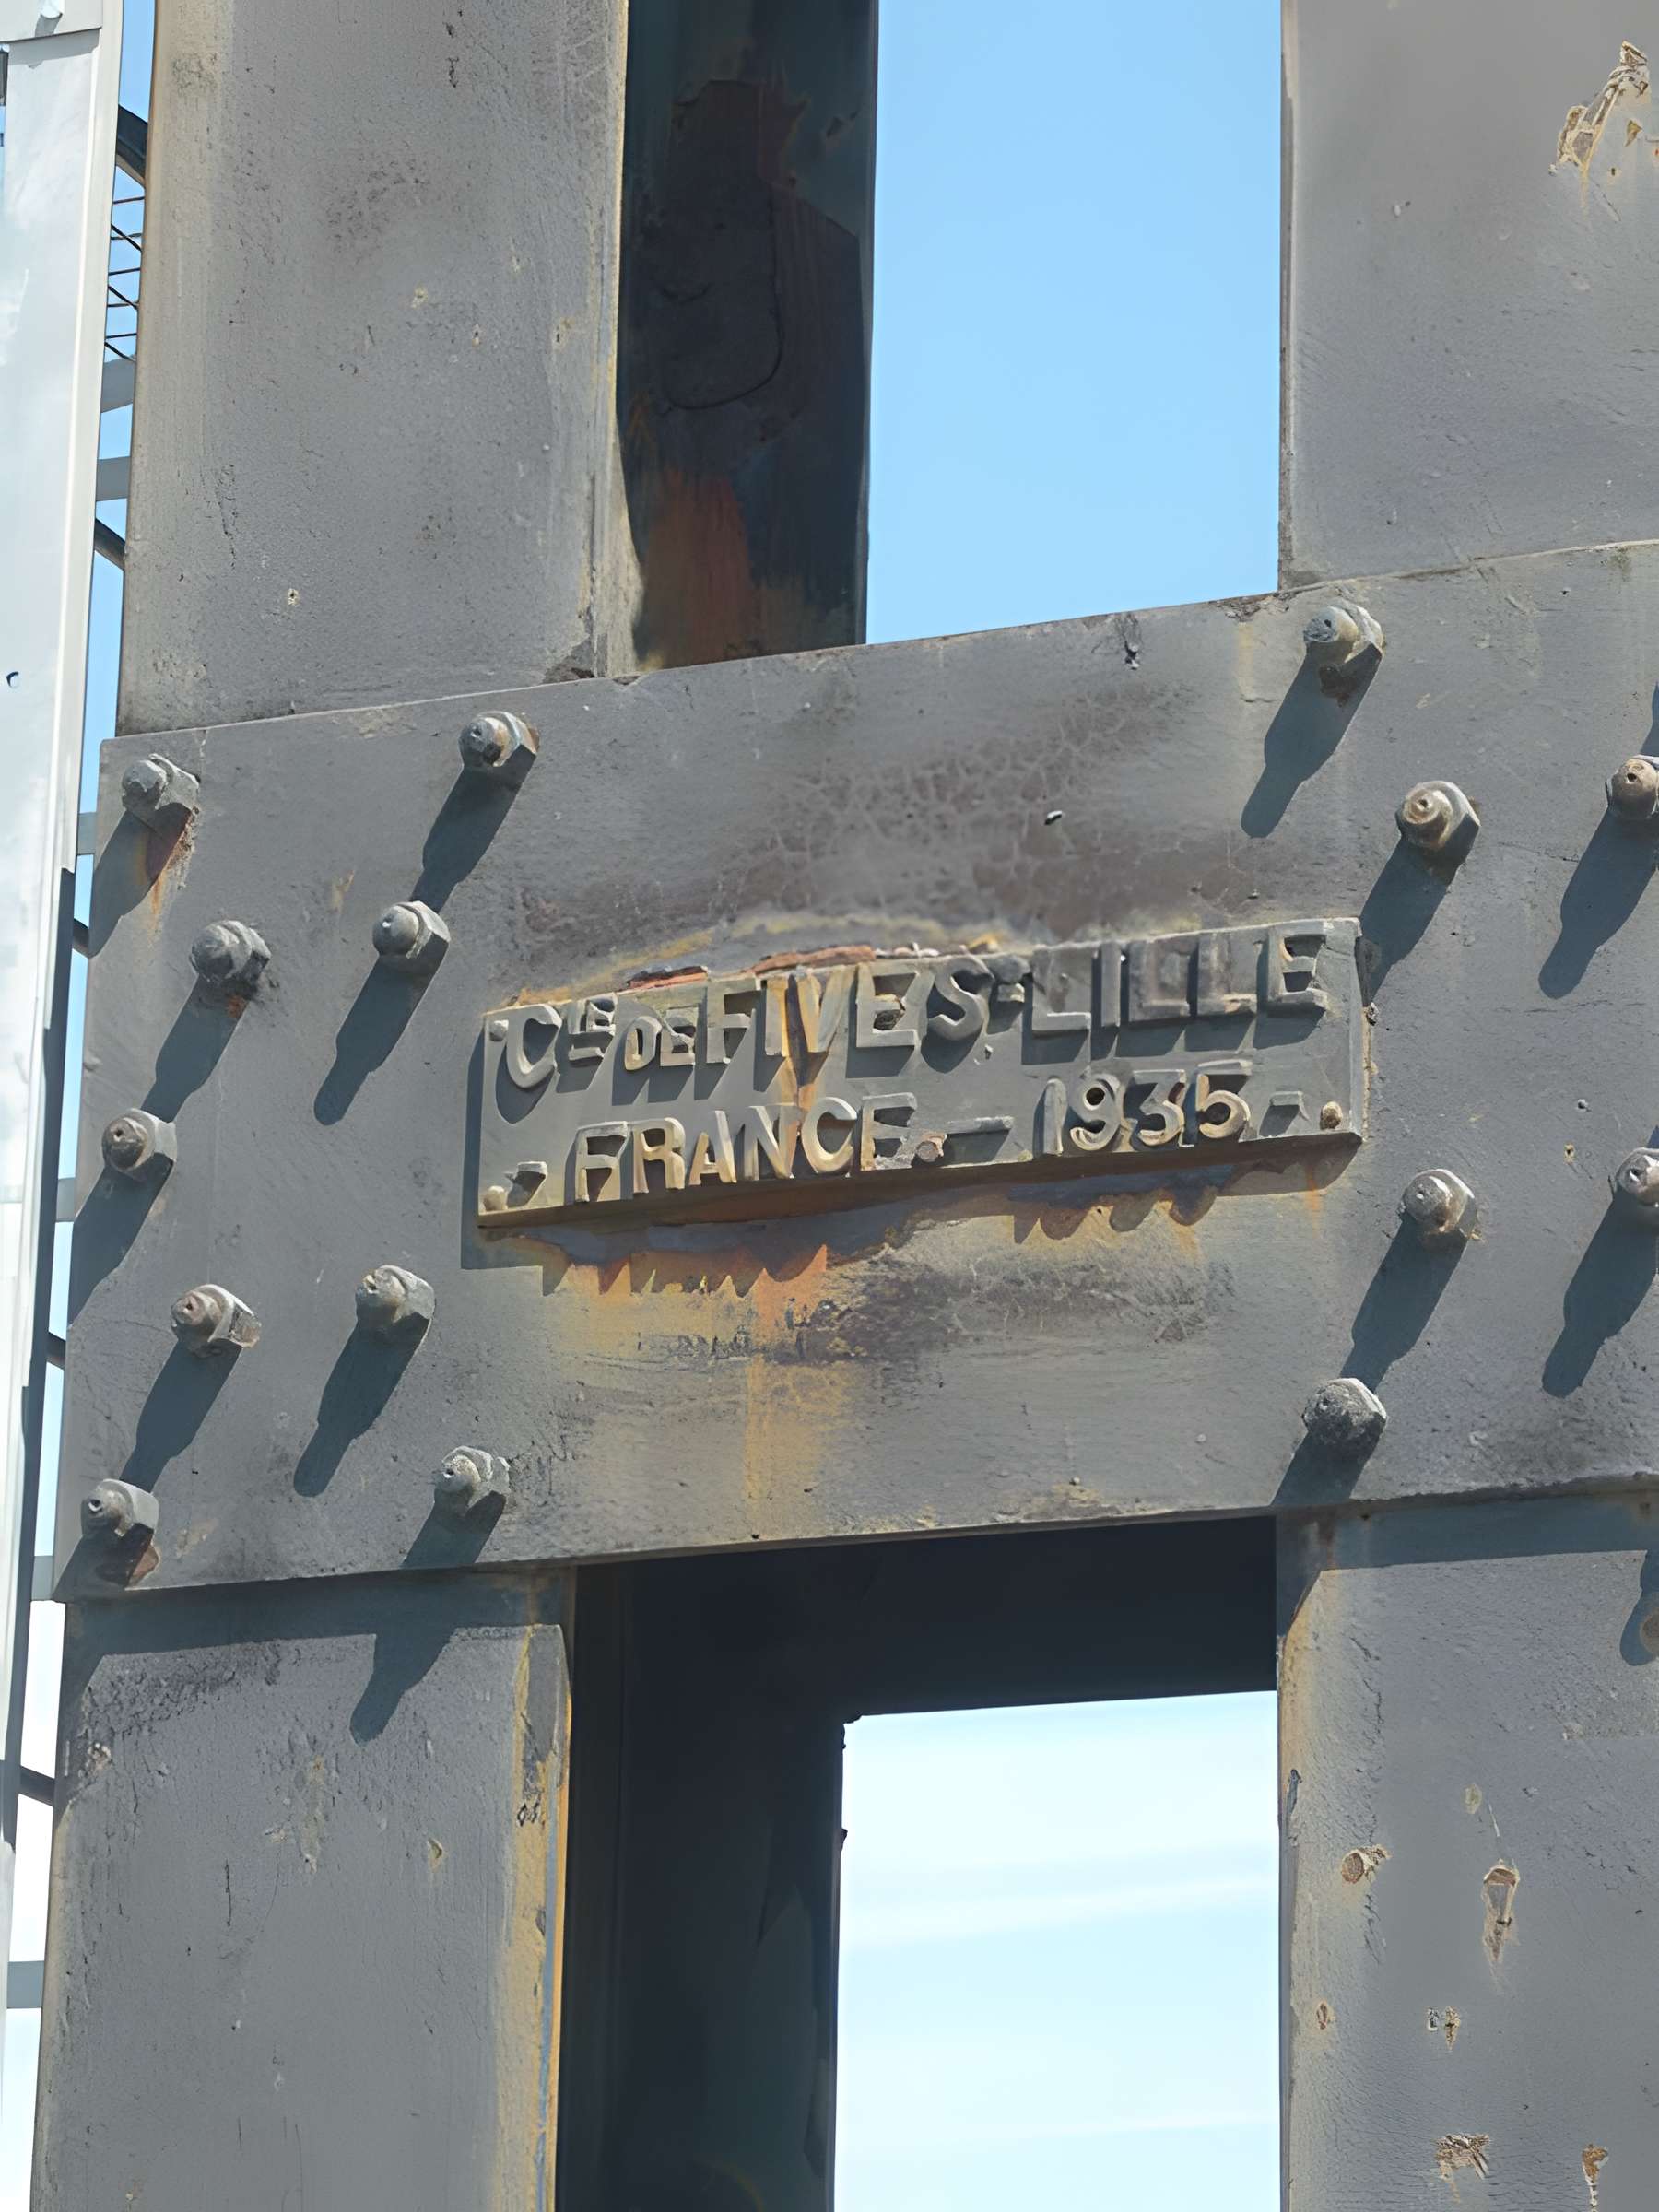 CIE DE FIVES-LILLE
- FRANCE. - 1935 -